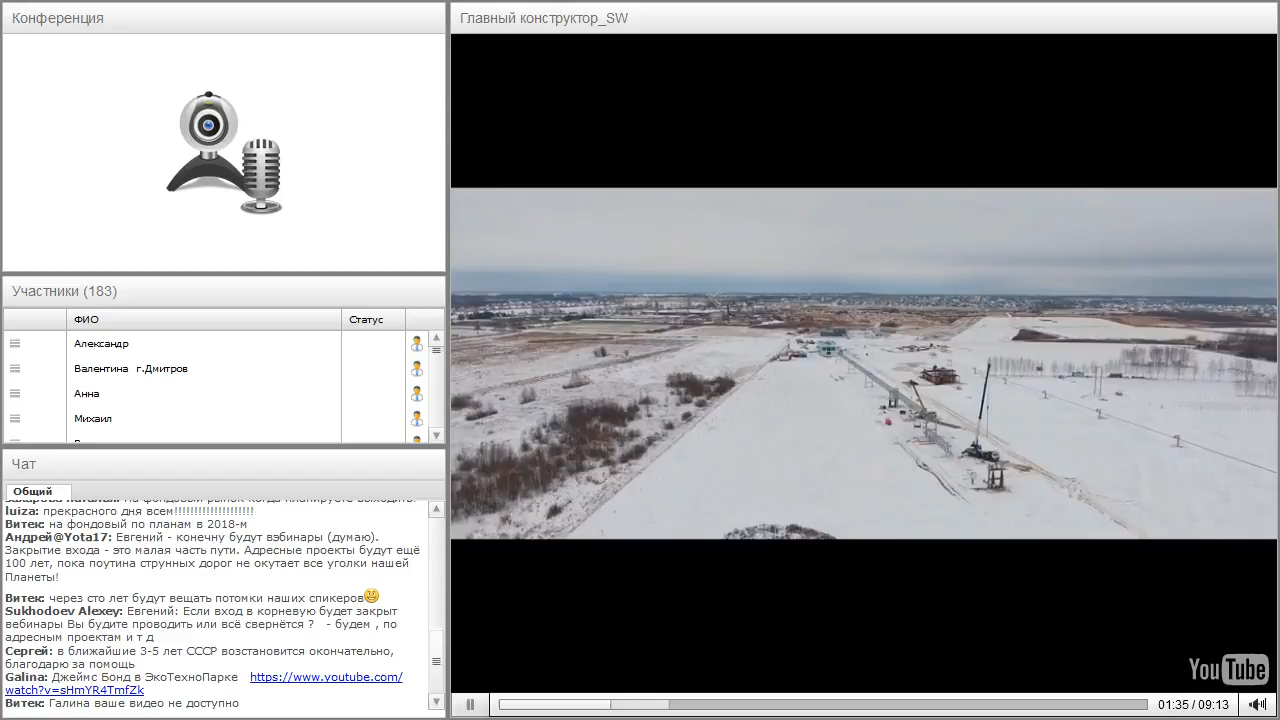 Конференция
Главный конструктор_SW
Участники (183)
ФИО
Статус
Александр
Валентина г.Дмитров
Анна
Михаил
Чат
Общий
luiza: прекрасного дня всем!!!!!!!!!!!!!!!!!!!!
Витек: на фондовый по планам в 2018-м
Андрей@Yota17: Евгений - конечну будут вэбинары (думаю).
Закрытие входа - это малая часть пути. Адресные проекты будут ещё
100 лет, пока поутина струнных дорог не окутает все уголки нашей
Планеты!
Витек: через сто лет будут вещать потомки наших спикеров
Sukhodoev Alexey: Евгений: Если вход в корневую будет закрыт
вебинары Вы будите проводить или всё свернётся ? - будем , по
адресным проектам и т д
Сергей: в ближайшие 3-5 лет СССР возстановится окончательно,
благодарю за помощь
Galina: Джеймс Бонд в ЭкоТехноПарке https://www.youtube.com/
watch?v=sHmYR4TmfZk
Витек: Галина ваше видео не доступно
YouTube
01:35 / 09:13